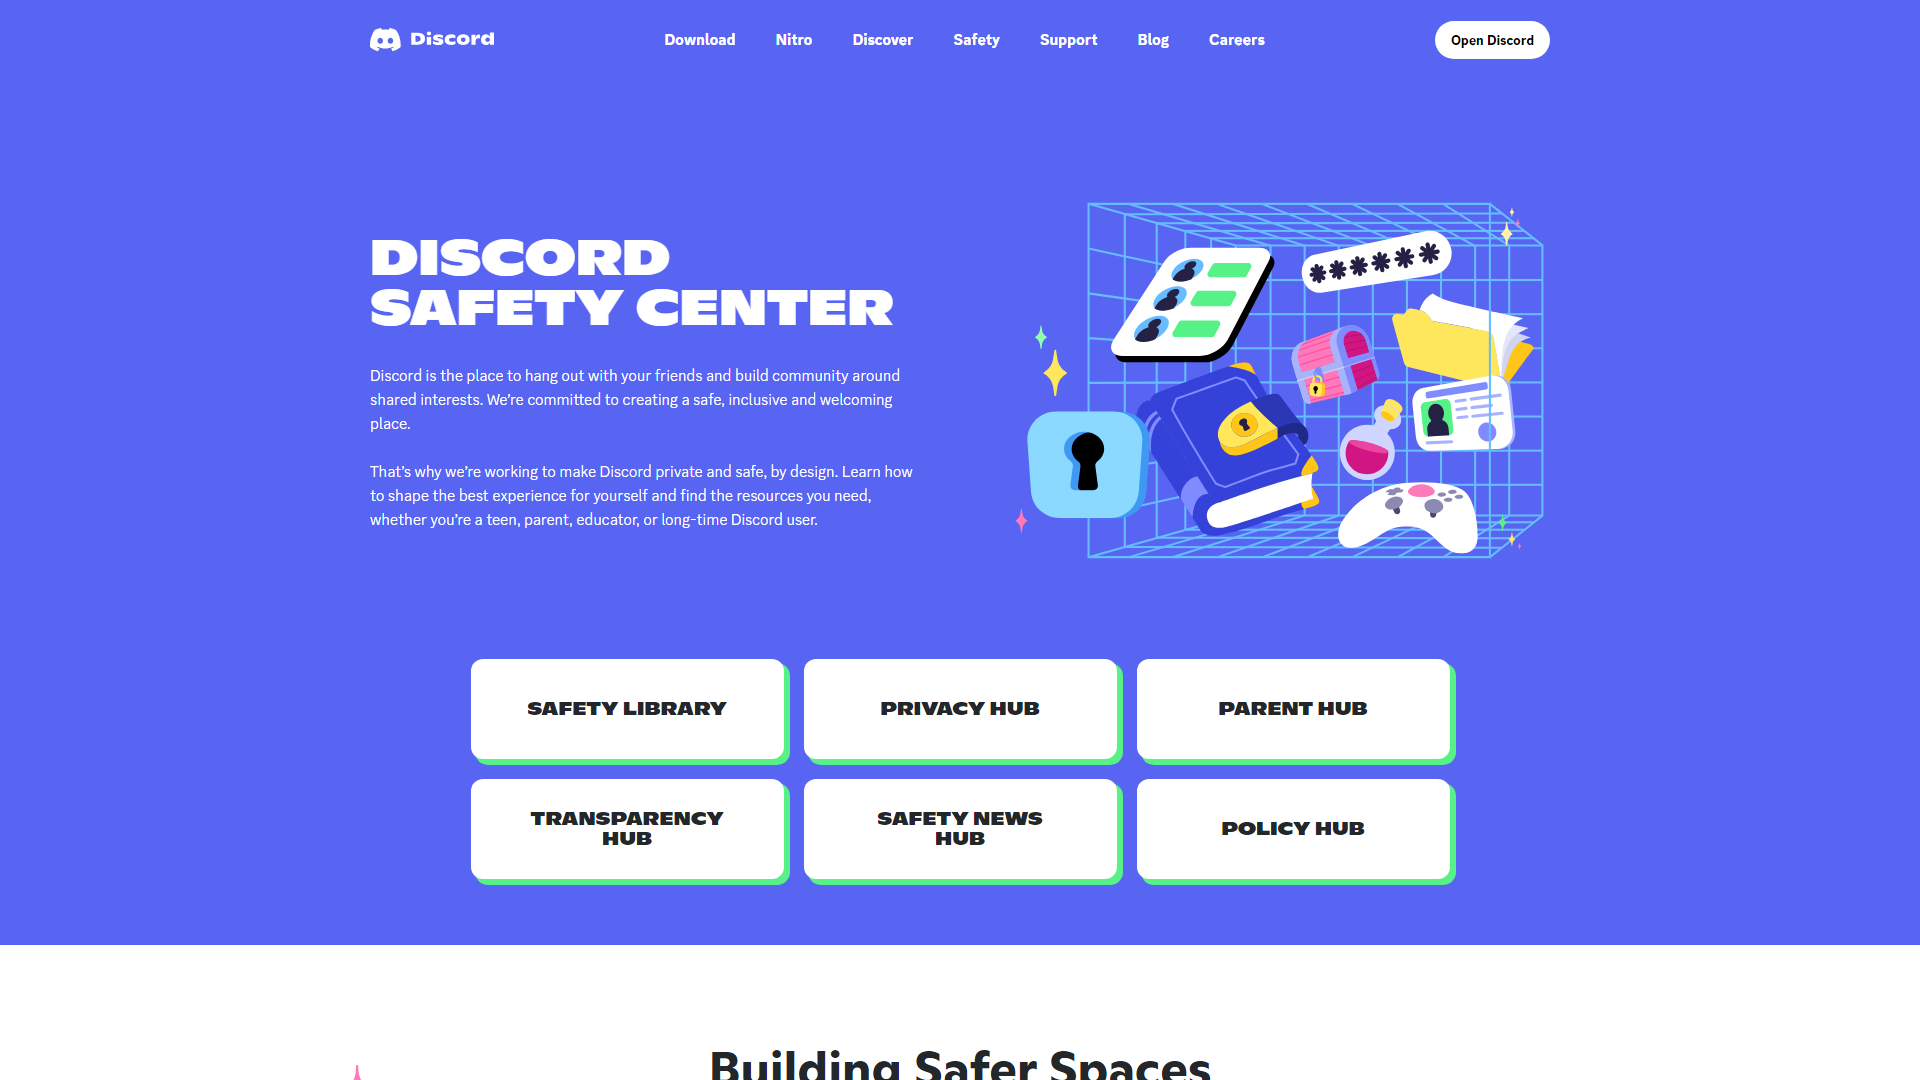 Discord
Download
Nitro
Discover
Safety
Support
Blog
Careers
Open Discord
DISCORD
SAFETY CENTER
Discord is the place to hang out with your friends and build community around
shared interests. We’re committed to creating a safe, inclusive and welcoming
place.
That’s why we’re working to make Discord private and safe, by design. Learn how
to shape the best experience for yourself and find the resources you need,
whether you’re a teen, parent, educator, or long-time Discord user.
SAFETY LIBRARY
PRIVACY HUB
PARENT HUB
TRANSPARENCY
HUB
SAFETY NEWS
HUB
POLICY HUB
Building Safer Spaces